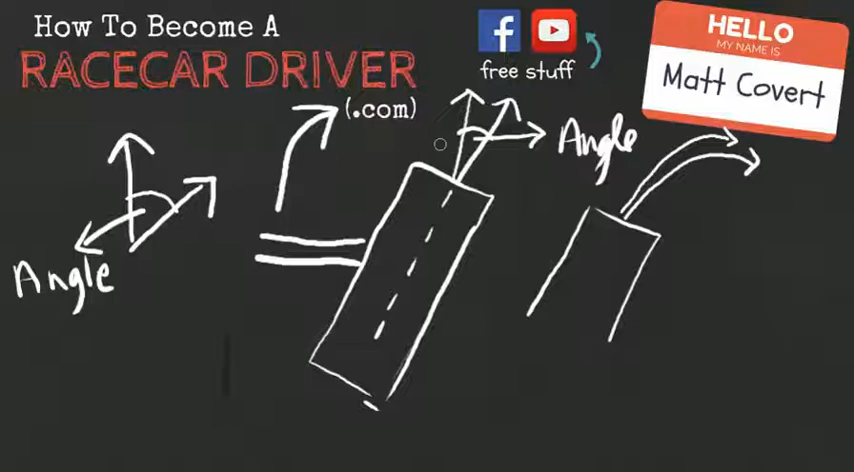 How To Become A
RACECAR DRIVER
(.com)
f
free stuff
HELLO
MY NAME IS
Matt Covert
Angle
Angle